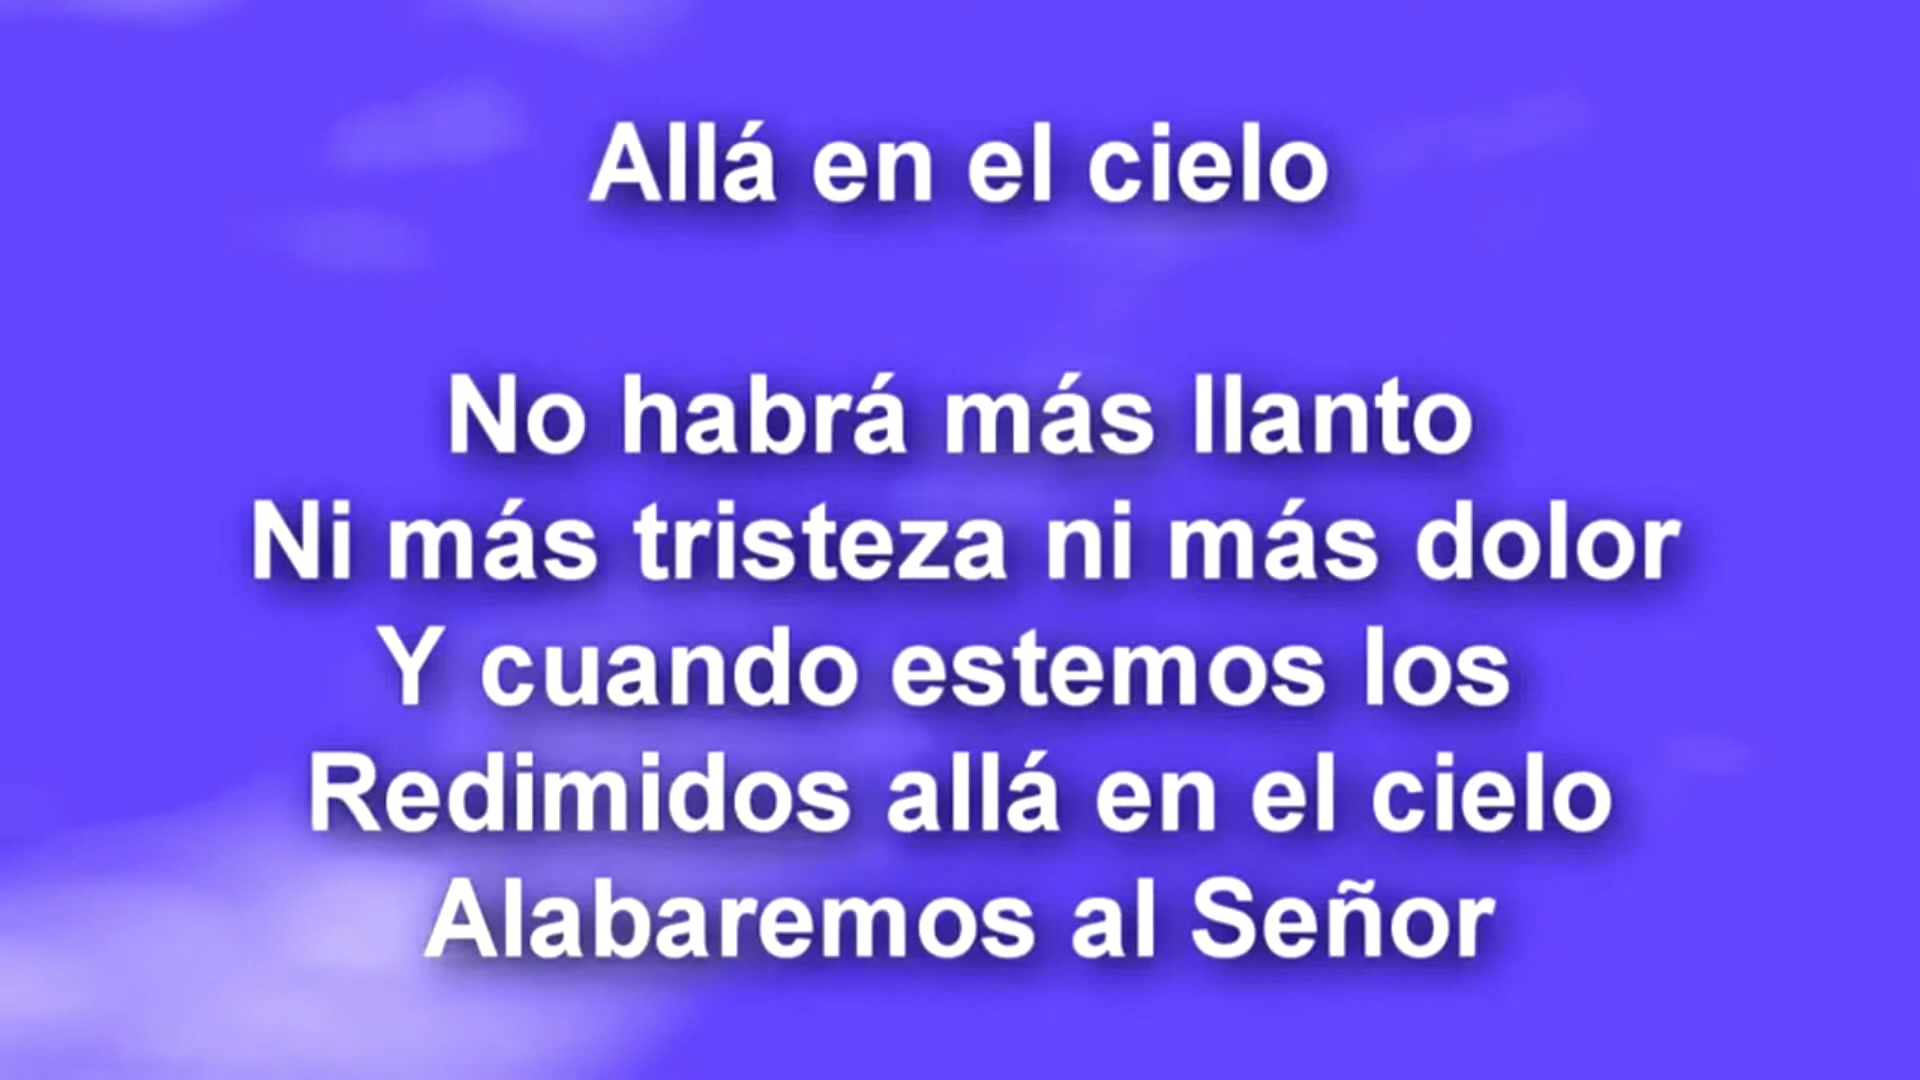 Allá en el cielo
No habrá más llanto
Ni más tristeza ni más dolor
Y cuando estemos los
Redimidos allá en el cielo
Alabaremos al Señor